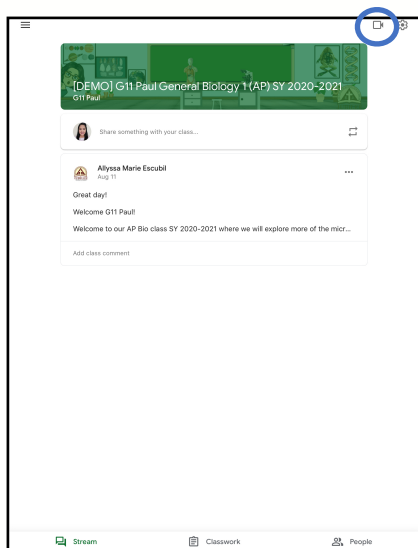 [DEMO] G11 Paul General Biology 1 (AP) SY 2020-2021
G11 Paul
Share something with your class...
Allyssa Marie Escubil
Aug 11
Great day!
Welcome G11 Paul!
Welcome to our AP Bio class SY 2020-2021 where we will explore more of the micr...
Add class comment
Stream
Classwork
People